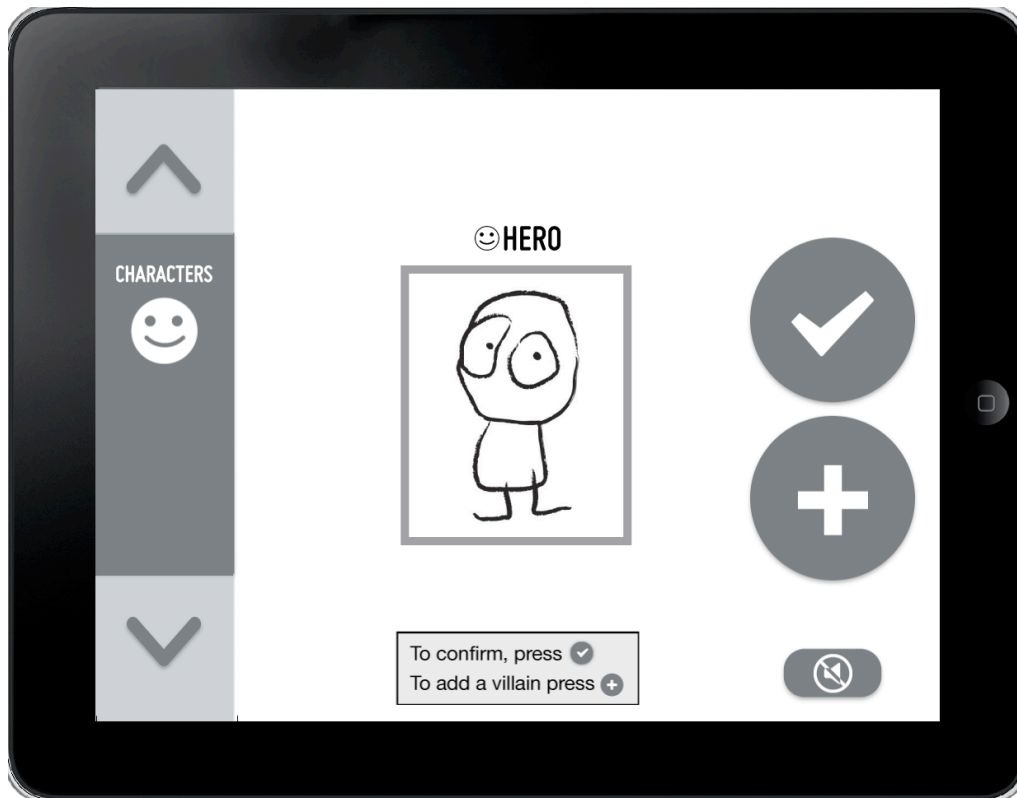 CHARACTERS
HERO
To confirm, press
To add a villain press